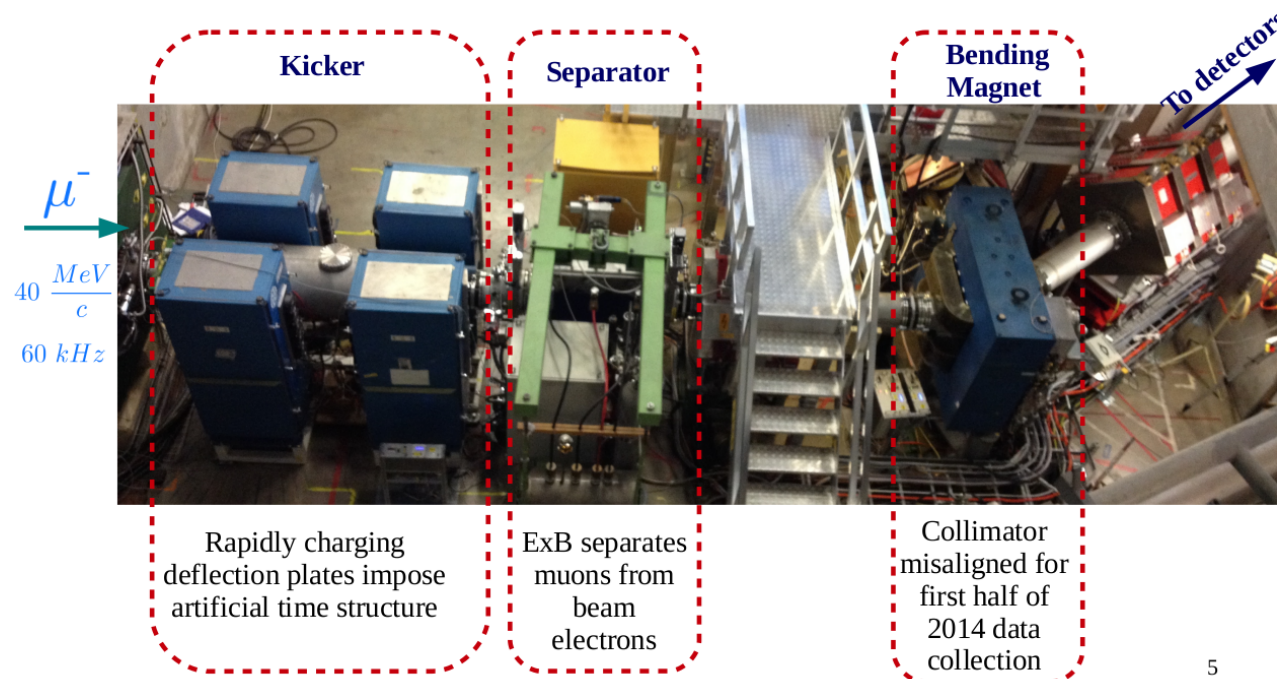 Kicker
Separator
Bending
Magnet
To detectors
μ⁻
40 MeV/c
60 kHz
Rapidly charging
deflection plates impose
artificial time structure
ExB separates
muons from
beam
electrons
Collimator
misaligned for
first half of
2014 data
collection
5